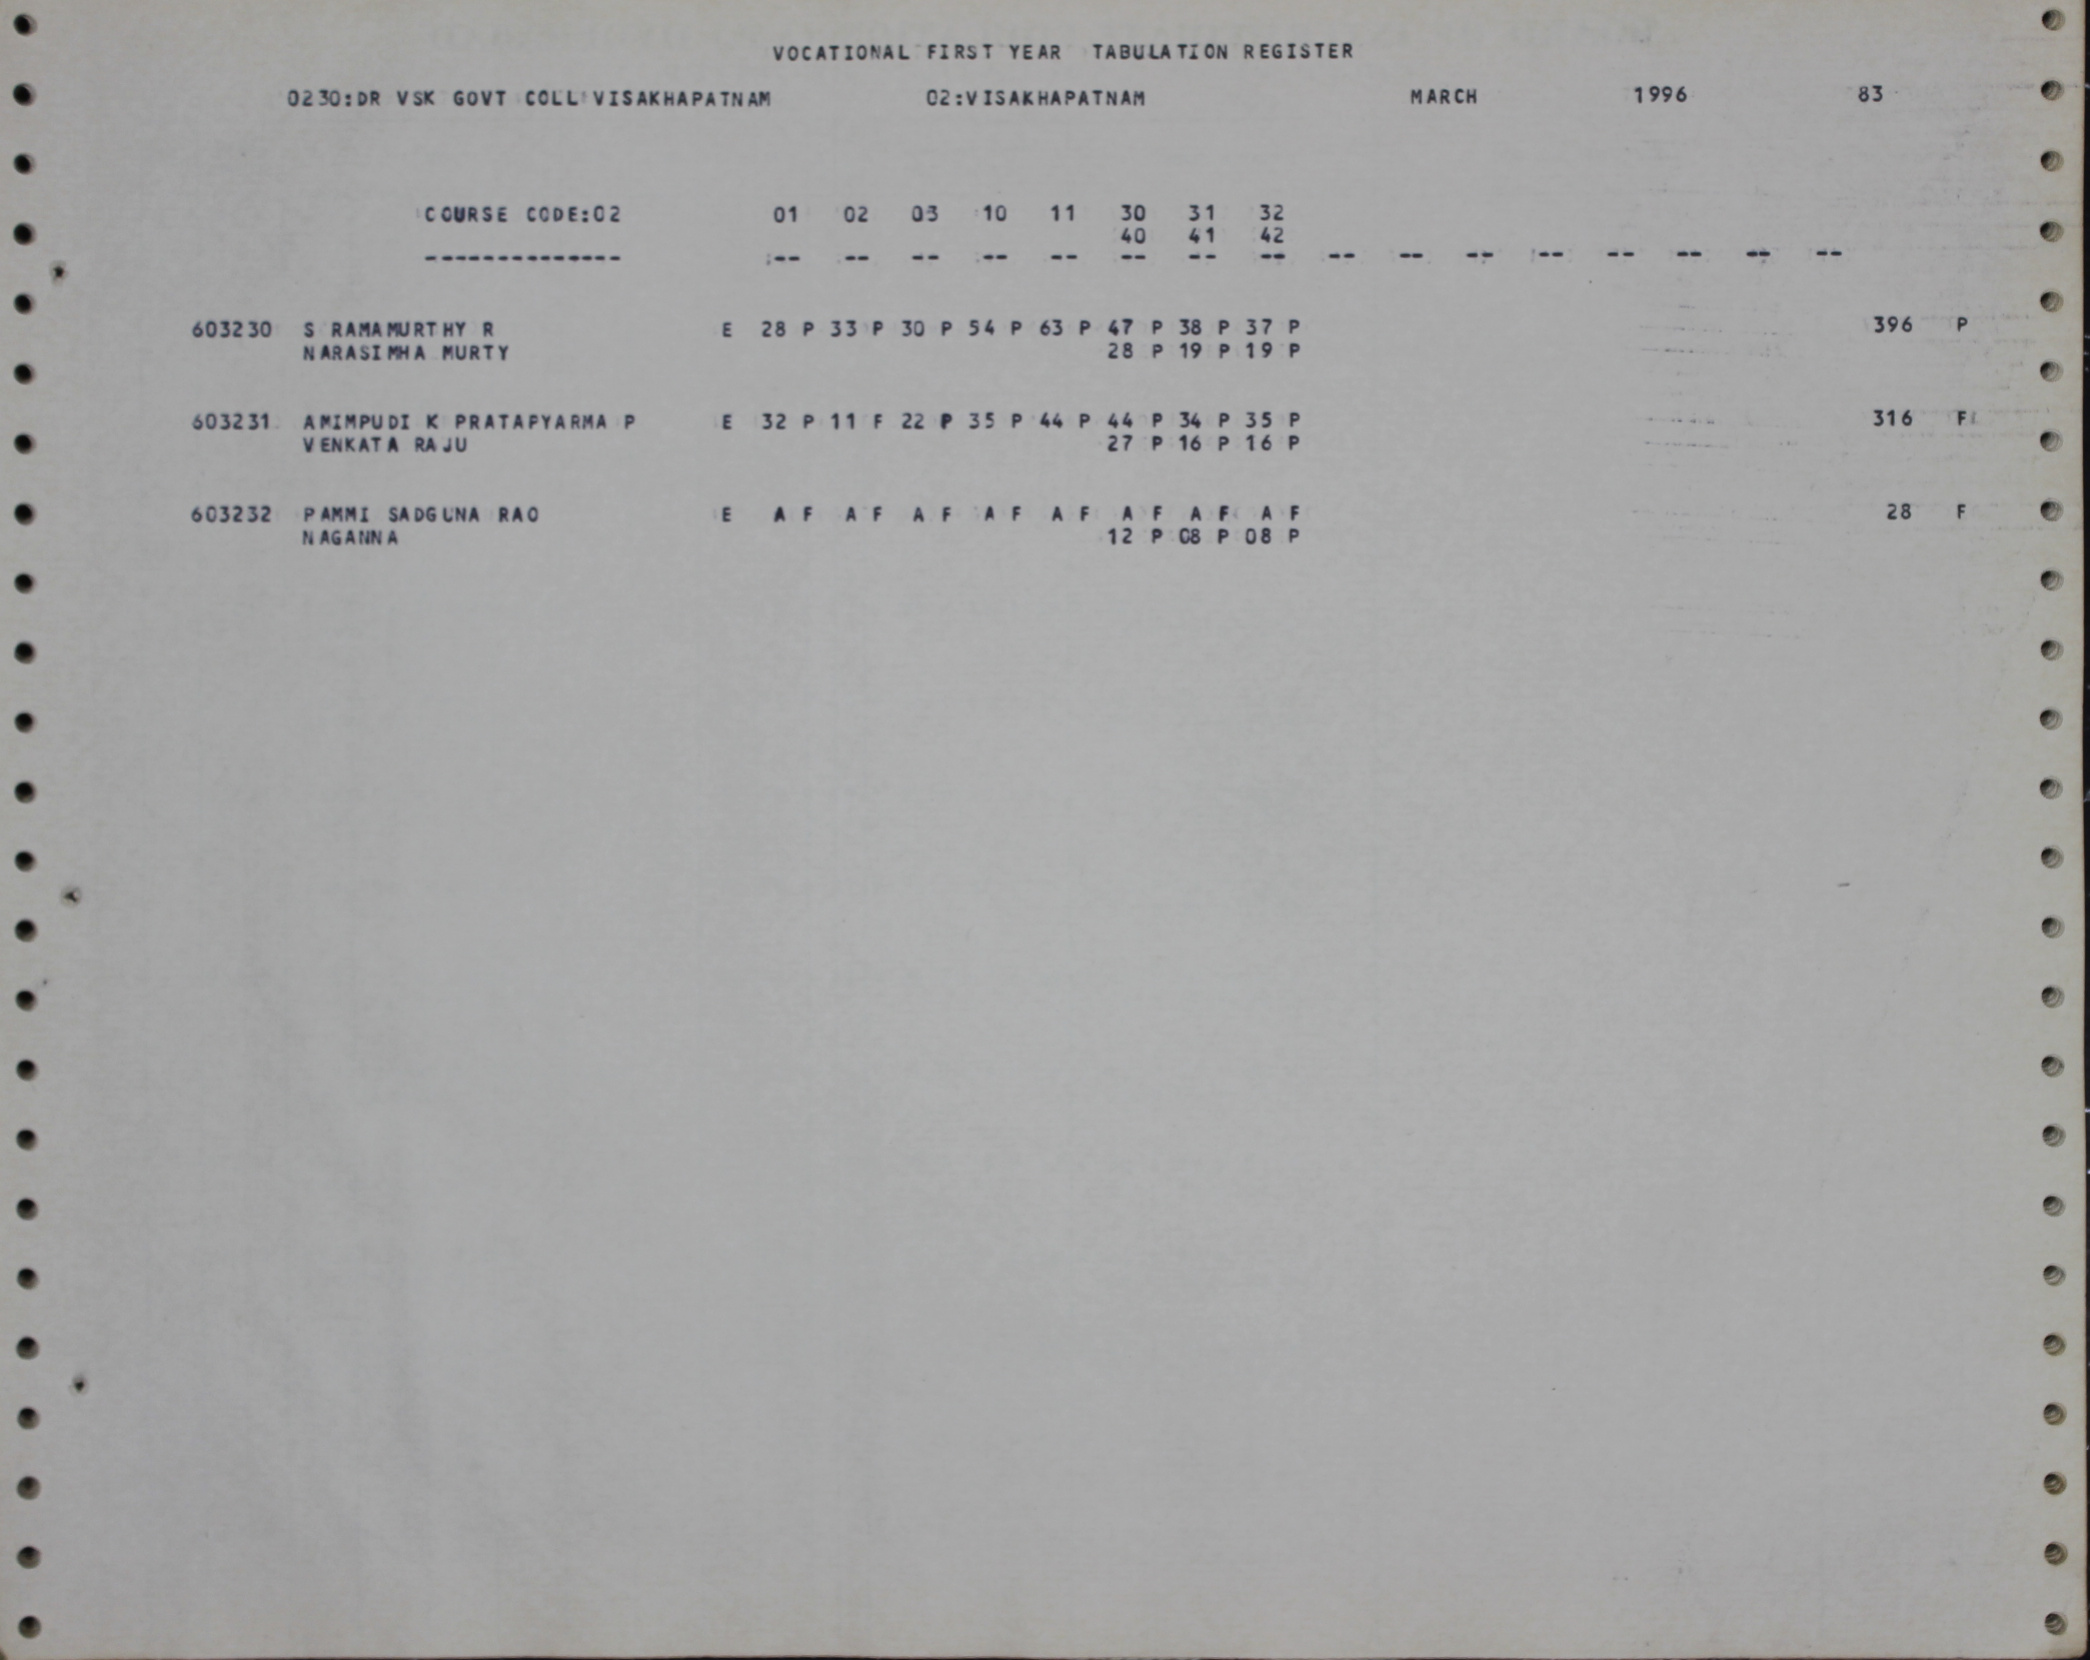 VOCATIONAL FIRST YEAR TABULATION REGISTER
0230:DR VSK GOVT COLL VISAKHAPATNAM 02:VISAKHAPATNAM MARCH 1996 83
COURSE CODE:02 01 02 03 10 11 30 31 32
40 41 42
-------------- -- -- -- -- -- -- -- -- -- -- -- -- -- -- -- --
603230 S RAMAMURTHY R E 28 P 33 P 30 P 54 P 63 P 47 P 38 P 37 P 396 P
NARASIMHA MURTY 28 P 19 P 19 P
603231 AMIMPUDI K PRATAPYARMA P E 32 P 11 F 22 P 35 P 44 P 44 P 34 P 35 P 316 F
VENKATA RAJU 27 P 16 P 16 P
603232 PAMMI SADGUNA RAO E A F A F A F A F A F A F A F A F 28 F
NAGANNA 12 P 08 P 08 P